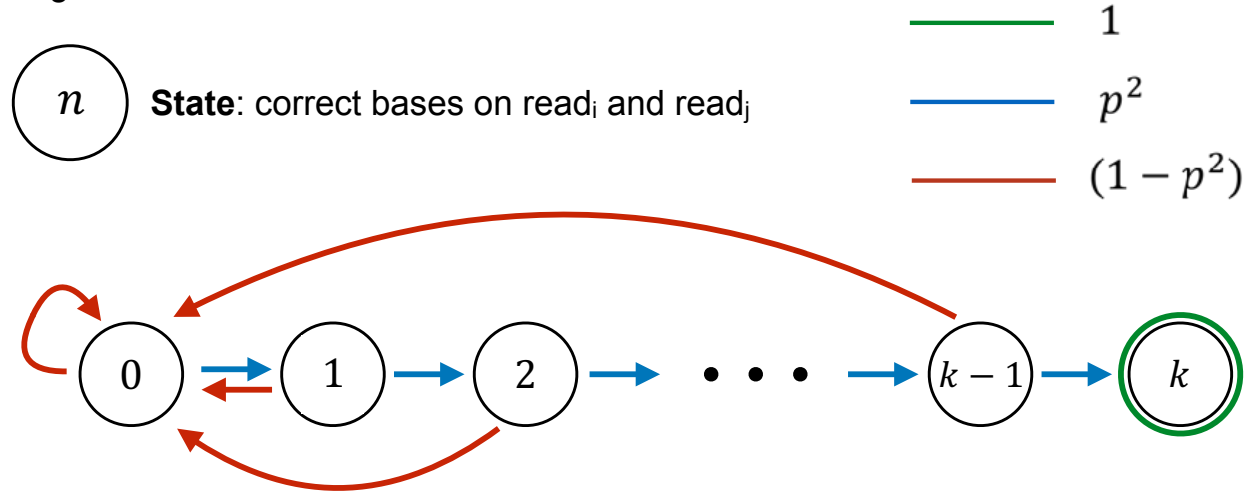 1
n State: correct bases on readᵢ and readⱼ
p²
(1 − p²)
0 1 2 • • • k − 1 k